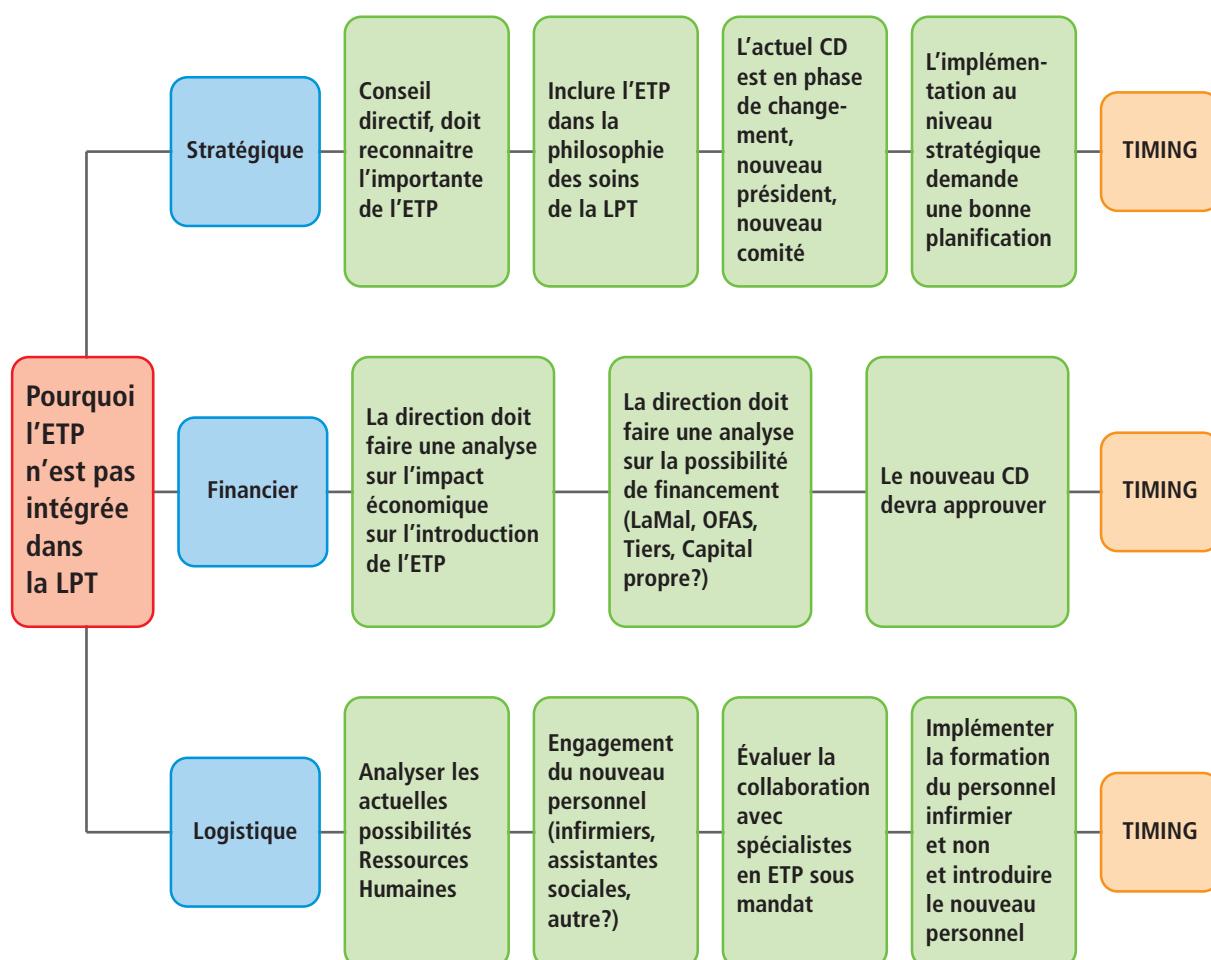 Stratégique
Conseil
directif, doit
reconnaitre
l'importante
de l'ETP
Inclure l'ETP
dans la
philosophie
des soins
de la LPT
L'actuel CD
est en phase
de change-
ment,
nouveau
président,
nouveau
comité
L'implémen-
tation au
niveau
stratégique
demande
une bonne
planification
TIMING
Pourquoi
l'ETP
n'est pas
intégrée
dans
la LPT
Financier
La direction doit
faire une analyse
sur l'impact
économique
sur l'introduction
de l'ETP
La direction doit
faire une analyse
sur la possibilité
de financement
(LaMal, OFAS,
Tiers, Capital
propre?)
Le nouveau CD
devra approuver
TIMING
Logistique
Analyser les
actuelles
possibilités
Ressources
Humaines
Engagement
du nouveau
personnel
(infirmiers,
assistantes
sociales,
autre?)
Évaluer la
collaboration
avec
spécialistes
en ETP sous
mandat
Implémenter
la formation
du personnel
infirmier
et non
et introduire
le nouveau
personnel
TIMING